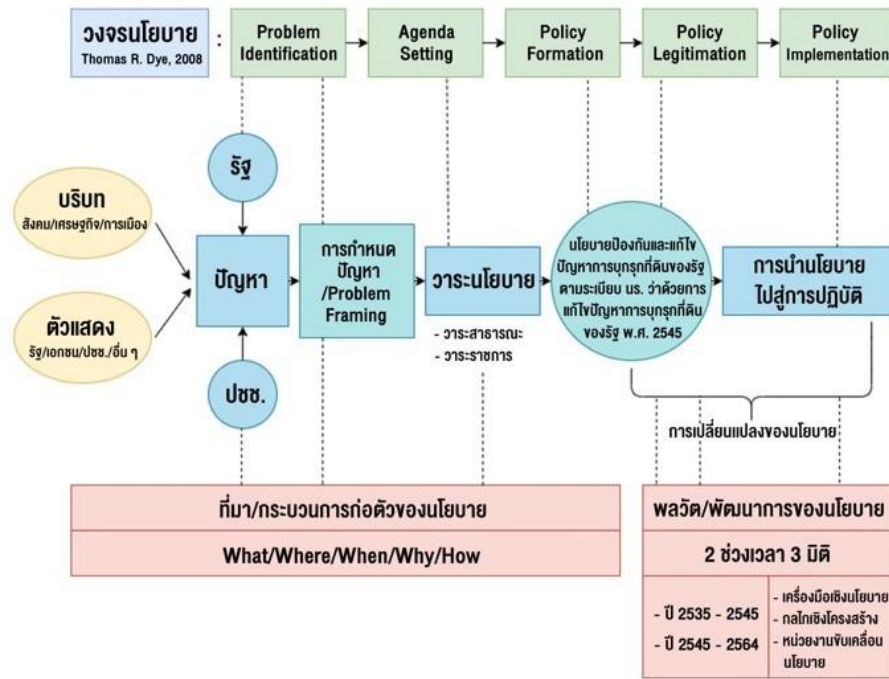 วงจรนโยบาย
Thomas R. Dye, 2008
:
Problem
Identification
Agenda
Setting
Policy
Formation
Policy
Legitimation
Policy
Implementation
รัฐ
บริบท
สังคม/เศรษฐกิจ/การเมือง
ตัวแสดง
รัฐ/เอกชน/ปชช./อื่น ๆ
ปัญหา
ปชช.
การกำหนด
ปัญหา
/Problem
Framing
วาระนโยบาย
- วาระสาธารณะ
- วาระราชการ
นโยบายป้องกันและแก้ไข
ปัญหาการบุกรุกที่ดินของรัฐ
ตามระเบียบ นร. ว่าด้วยการ
แก้ไขปัญหาการบุกรุกที่ดิน
ของรัฐ พ.ศ. 2545
การนำนโยบาย
ไปสู่การปฏิบัติ
การเปลี่ยนแปลงของนโยบาย
ที่มา/กระบวนการก่อตัวของนโยบาย
What/Where/When/Why/How
พลวัต/พัฒนาการของนโยบาย
2 ช่วงเวลา 3 มิติ
- ปี 2535 - 2545
- ปี 2545 - 2564
- เครื่องมือเชิงนโยบาย
- กลไกเชิงโครงสร้าง
- หน่วยงานขับเคลื่อน
นโยบาย